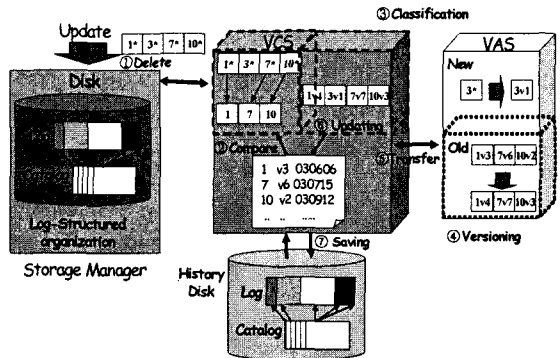 Update
1* 3* 7* 10*
① Delete
Disk
Log
Catalog
Log-Structured organization
Storage Manager
VCS
1* 3* 7* 10*
1 7 10
② Compare
1 v3 030606
7 v6 030715
10 v2 030912
.. .. ....
1v4 3v1 7v7 10v3
⑥ Updating
③ Classification
⑤ Transfer
VAS
New
3* 3v1
Old
1v3 7v6 10v2
1v4 7v7 10v3
④ Versioning
⑦ Saving
History Disk
Log
Catalog